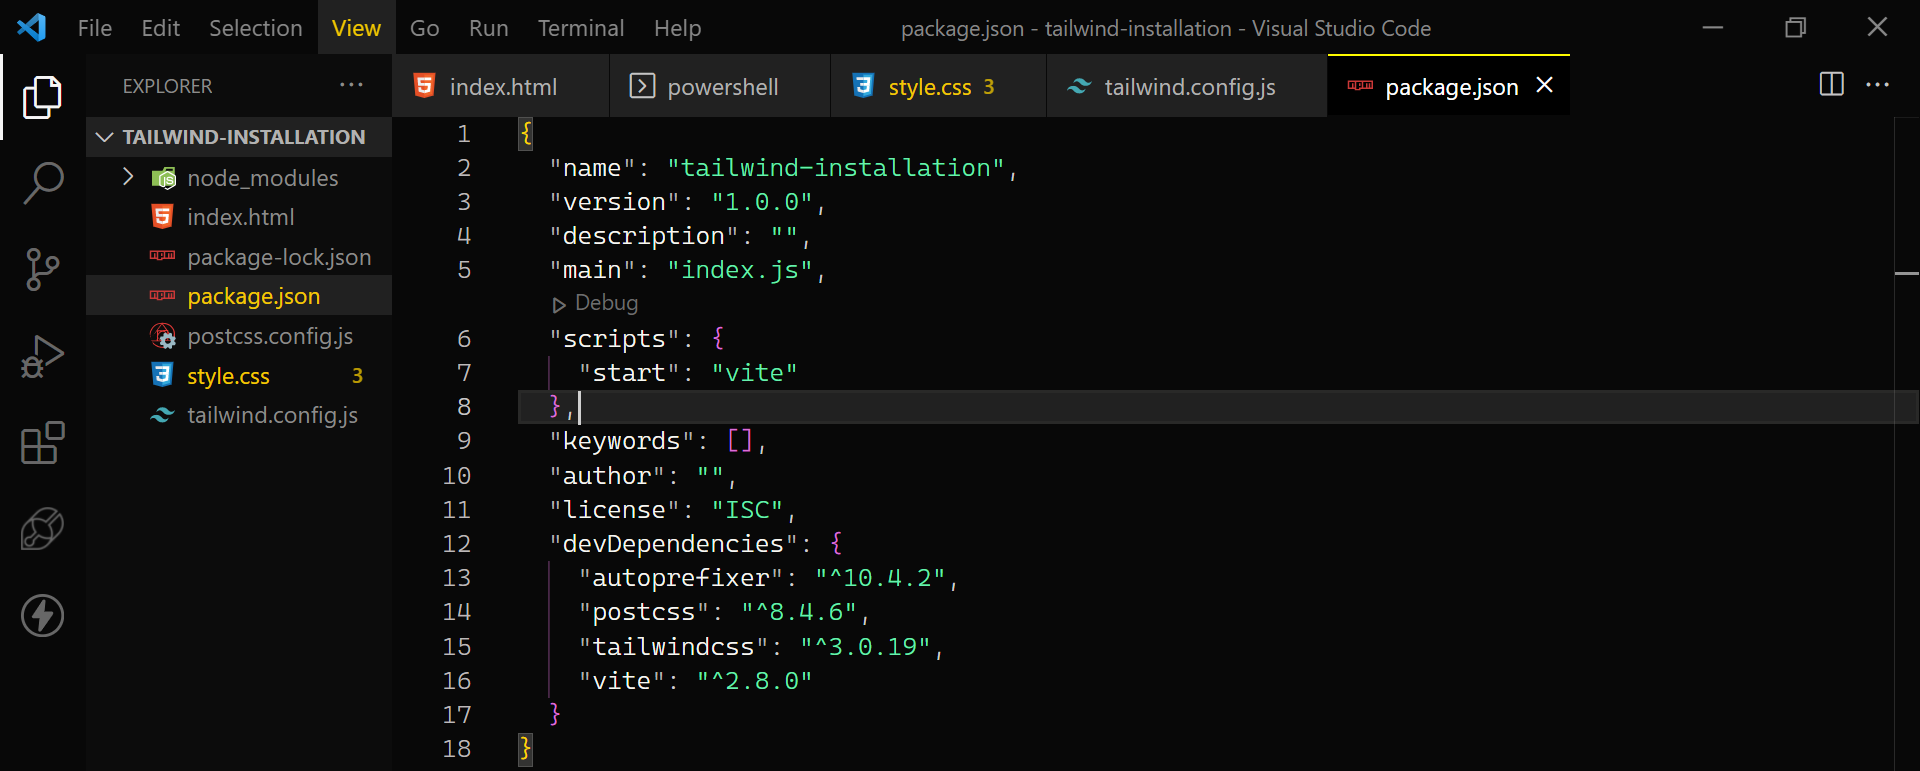 File Edit Selection View Go Run Terminal Help package.json - tailwind-installation - Visual Studio Code
EXPLORER
index.html powershell style.css 3 tailwind.config.js package.json
TAILWIND-INSTALLATION
node_modules
index.html
package-lock.json
package.json
postcss.config.js
style.css 3
tailwind.config.js
1 {
2 "name": "tailwind-installation",
3 "version": "1.0.0",
4 "description": "",
5 "main": "index.js",
Debug
6 "scripts": {
7 "start": "vite"
8 },
9 "keywords": [],
10 "author": "",
11 "license": "ISC",
12 "devDependencies": {
13 "autoprefixer": "^10.4.2",
14 "postcss": "^8.4.6",
15 "tailwindcss": "^3.0.19",
16 "vite": "^2.8.0"
17 }
18 }